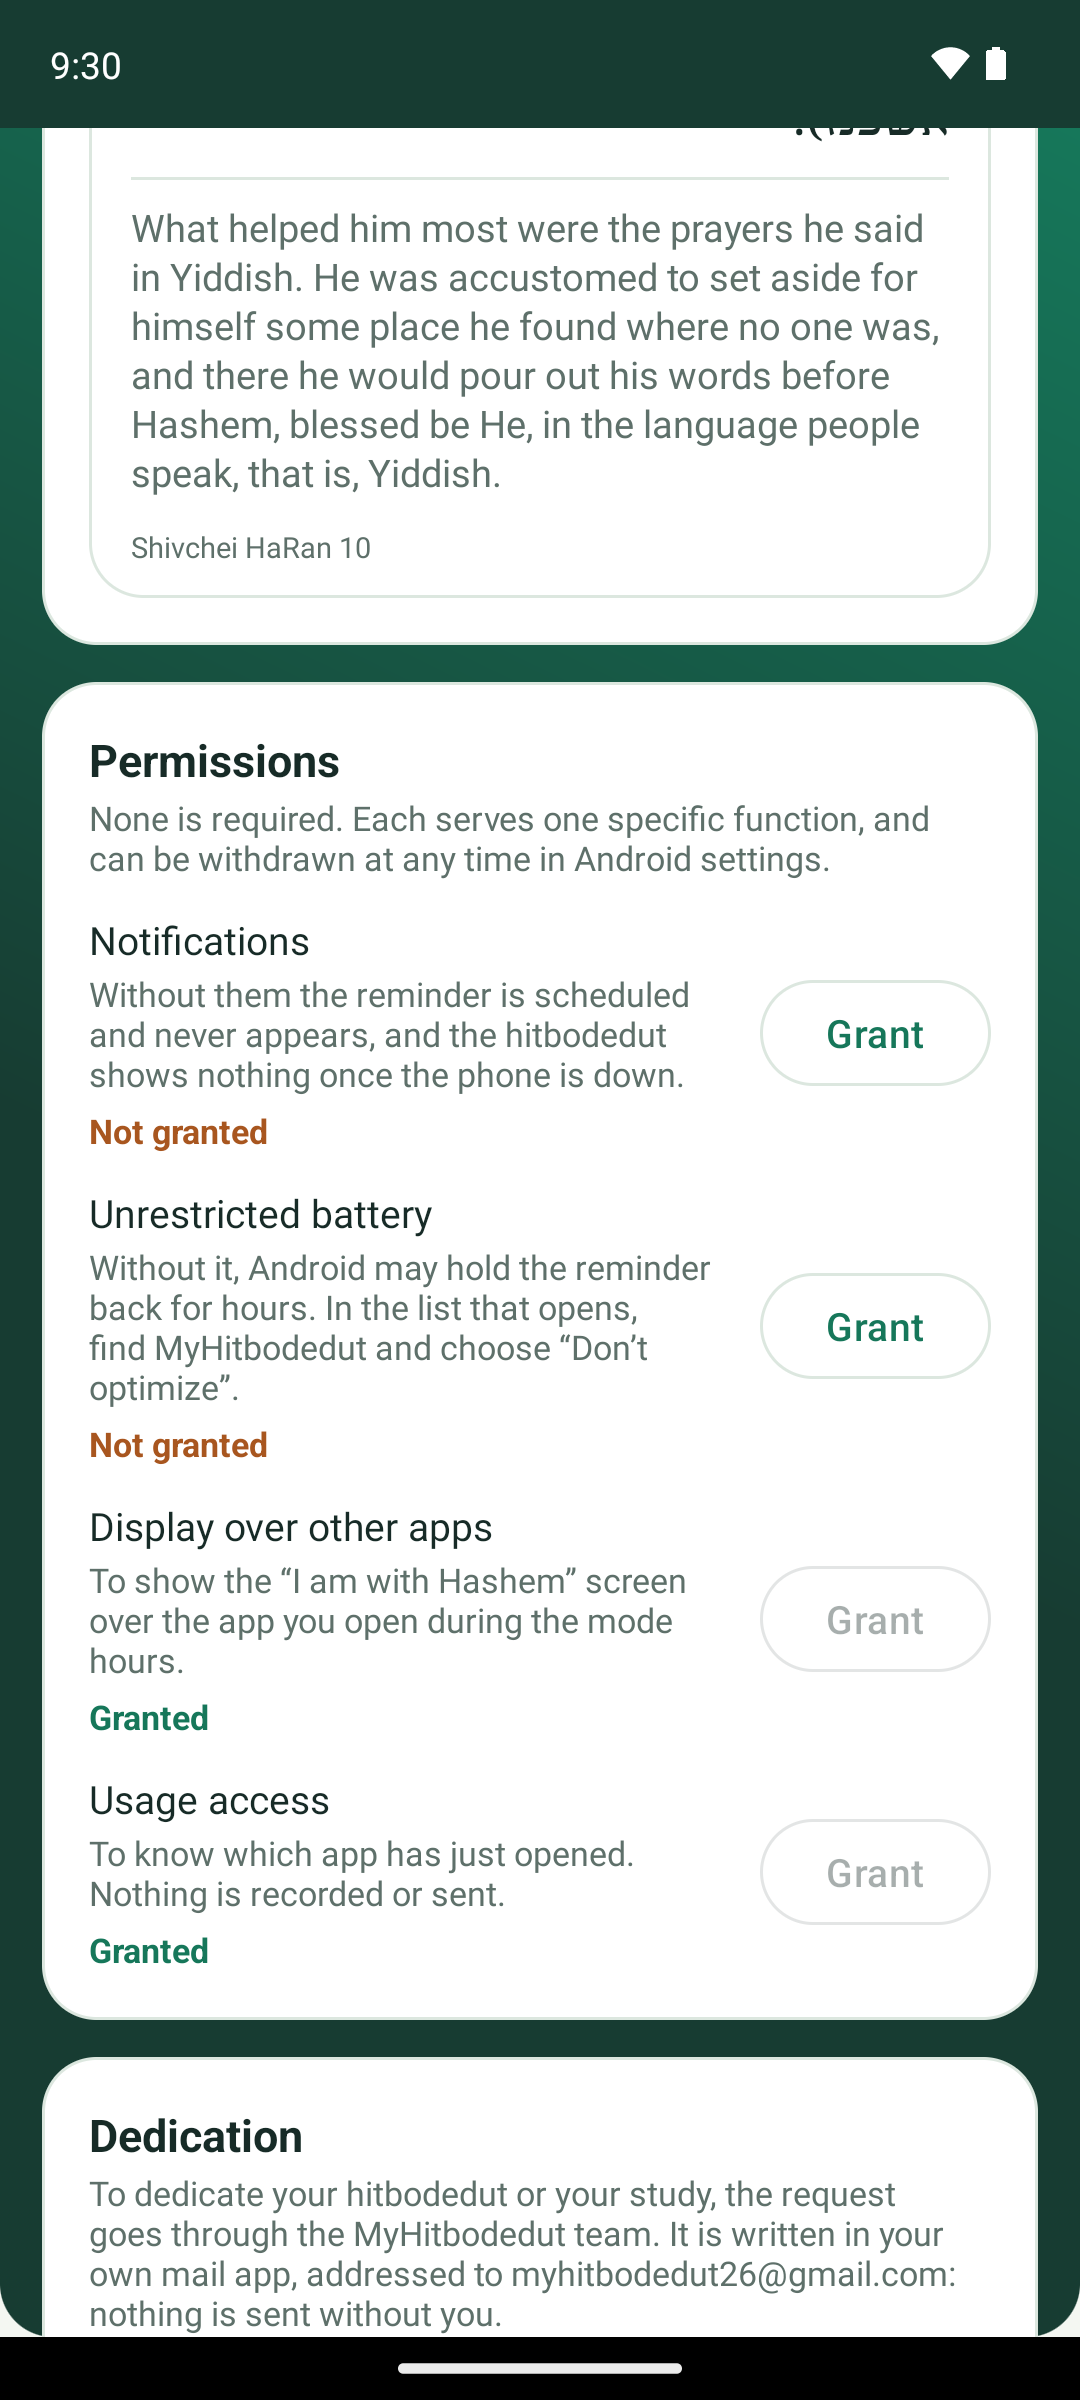 9:30
What helped him most were the prayers he said
in Yiddish. He was accustomed to set aside for
himself some place he found where no one was,
and there he would pour out his words before
Hashem, blessed be He, in the language people
speak, that is, Yiddish.
Shivchei HaRan 10
Permissions
None is required. Each serves one specific function, and
can be withdrawn at any time in Android settings.
Notifications
Without them the reminder is scheduled
and never appears, and the hitbodedut
shows nothing once the phone is down.
Grant
Not granted
Unrestricted battery
Without it, Android may hold the reminder
back for hours. In the list that opens,
find MyHitbodedut and choose “Don’t
optimize”.
Grant
Not granted
Display over other apps
To show the “I am with Hashem” screen
over the app you open during the mode
hours.
Grant
Granted
Usage access
To know which app has just opened.
Nothing is recorded or sent.
Grant
Granted
Dedication
To dedicate your hitbodedut or your study, the request
goes through the MyHitbodedut team. It is written in your
own mail app, addressed to myhitbodedut26@gmail.com:
nothing is sent without you.